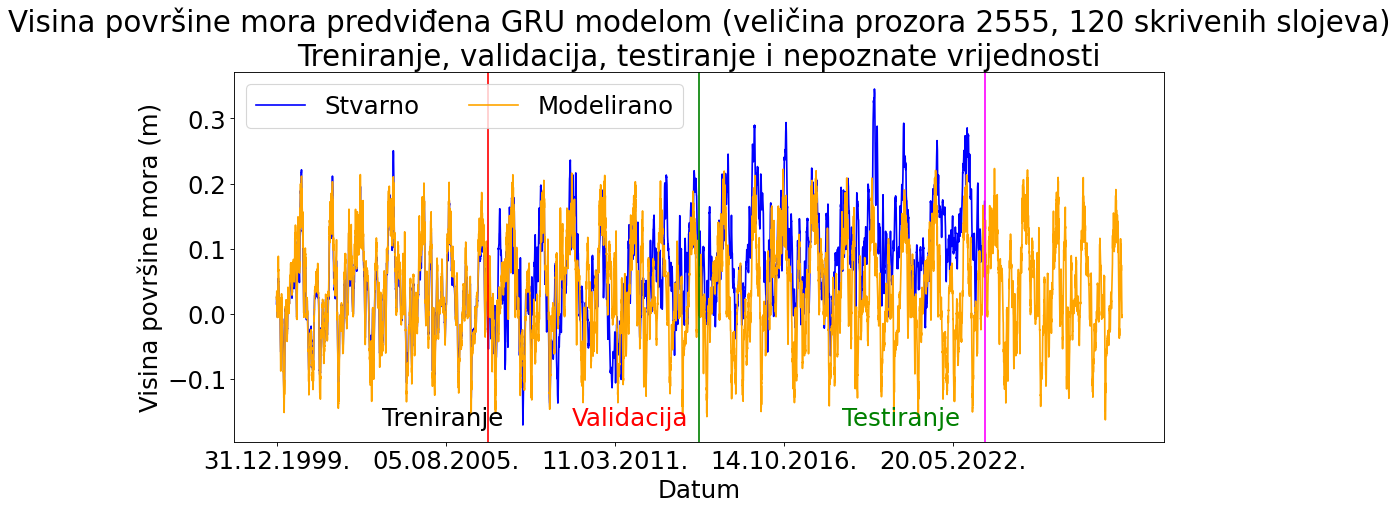 Visina površine mora predviđena GRU modelom (veličina prozora 2555, 120 skrivenih slojeva)
Treniranje, validacija, testiranje i nepoznate vrijednosti
Stvarno
Modelirano
Visina površine mora (m)
0.3
0.2
0.1
0.0
−0.1
Treniranje
Validacija
Testiranje
31.12.1999.
05.08.2005.
11.03.2011.
14.10.2016.
20.05.2022.
Datum